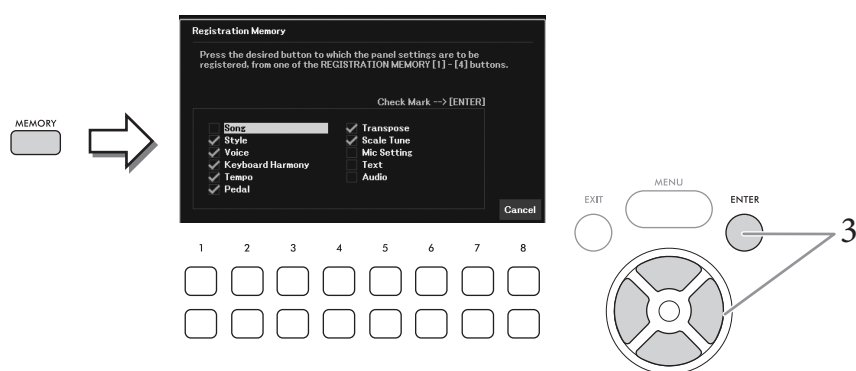 Registration Memory
Press the desired button to which the panel settings are to be
registered, from one of the REGISTRATION MEMORY [1] - [4] buttons.
Check Mark --> [ENTER]
MEMORY
Song
Style
Voice
Keyboard Harmony
Tempo
Pedal
Transpose
Scale Tune
Mic Setting
Text
Audio
Cancel
EXIT
MENU
ENTER
3
1 2 3 4 5 6 7 8